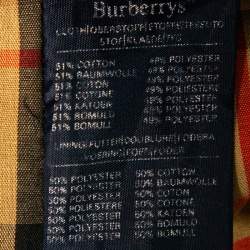 Burberrys
51% COTTON 49% POLYESTER
51% BAUMWOLLE 49% POLYESTER
51% COTON 49% POLYESTER
51% COTONE 49% POLIESTERE
51% KATOEN 49% POLYESTER
51% BOMULD 49% POLYESTER
51% BOMULL 49% POLYESTER
50% POLYESTER 50% COTTON
50% POLYESTER 50% BAUMWOLLE
50% POLYESTER 50% COTON
50% POLIESTERE 50% COTONE
50% POLYESTER 50% KATOEN
50% POLYESTER 50% BOMULD
50% POLYESTER 50% BOMULL